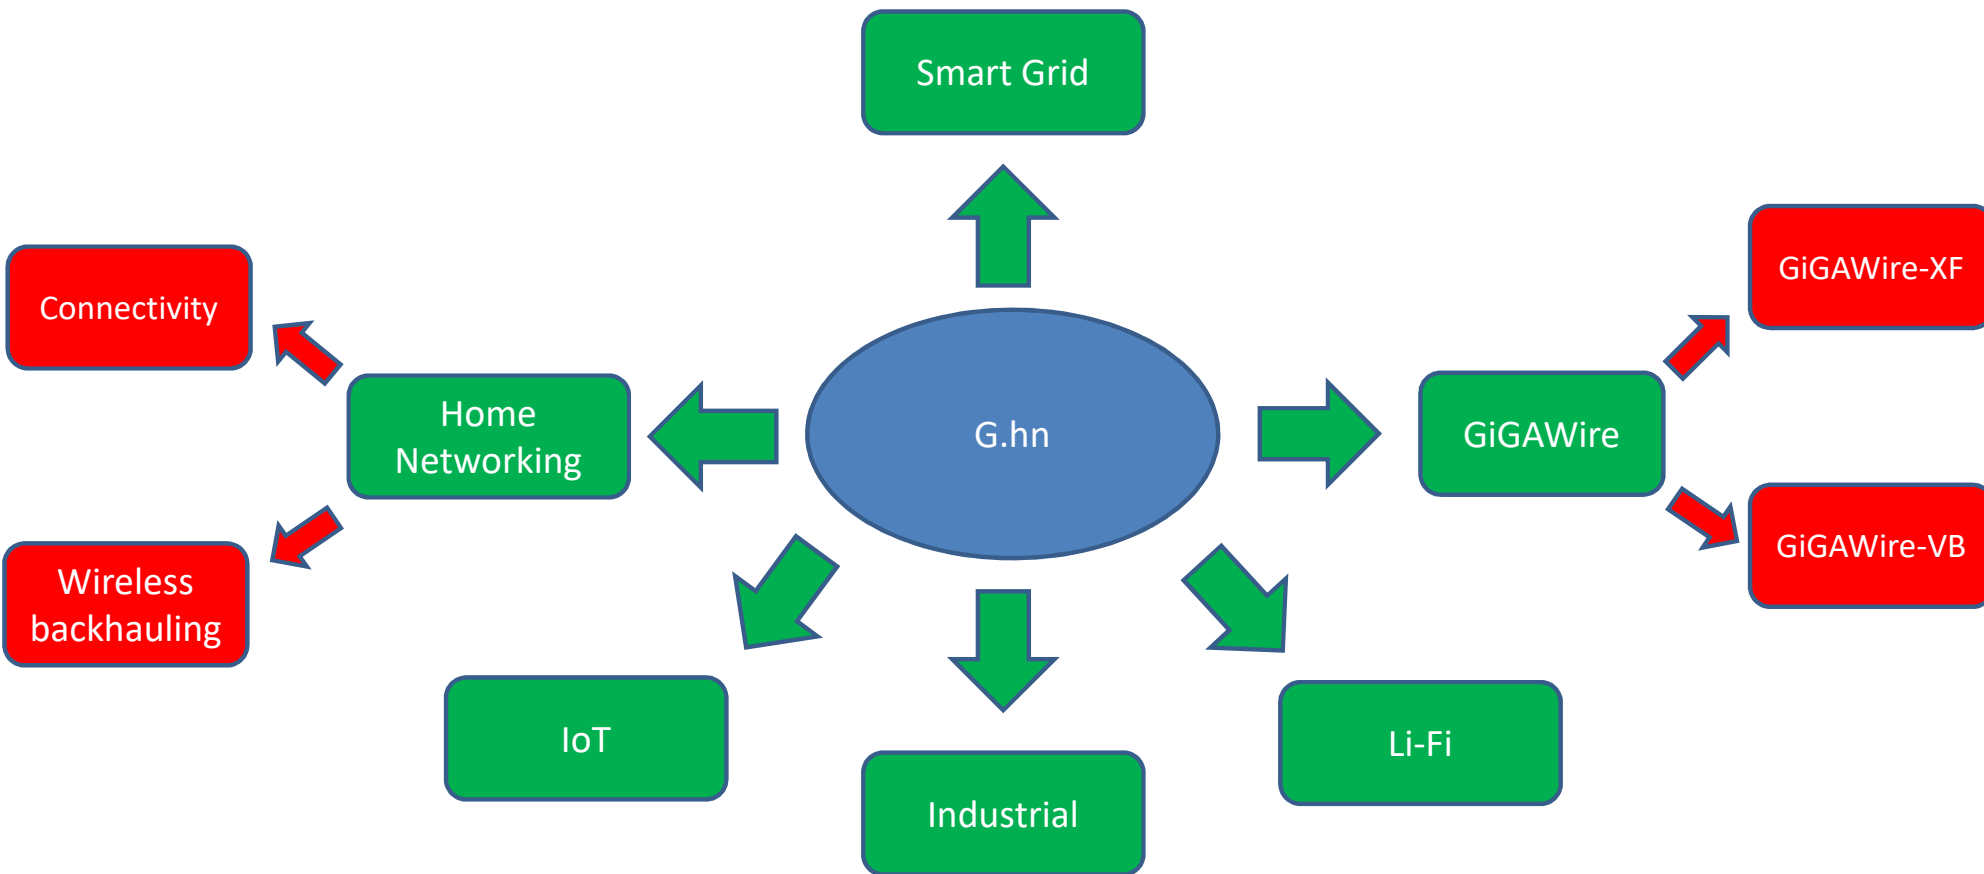 Smart Grid
Connectivity
GiGAWire-XF
Home
Networking
G.hn
GiGAWire
Wireless
backhauling
GiGAWire-VB
IoT
Industrial
Li-Fi